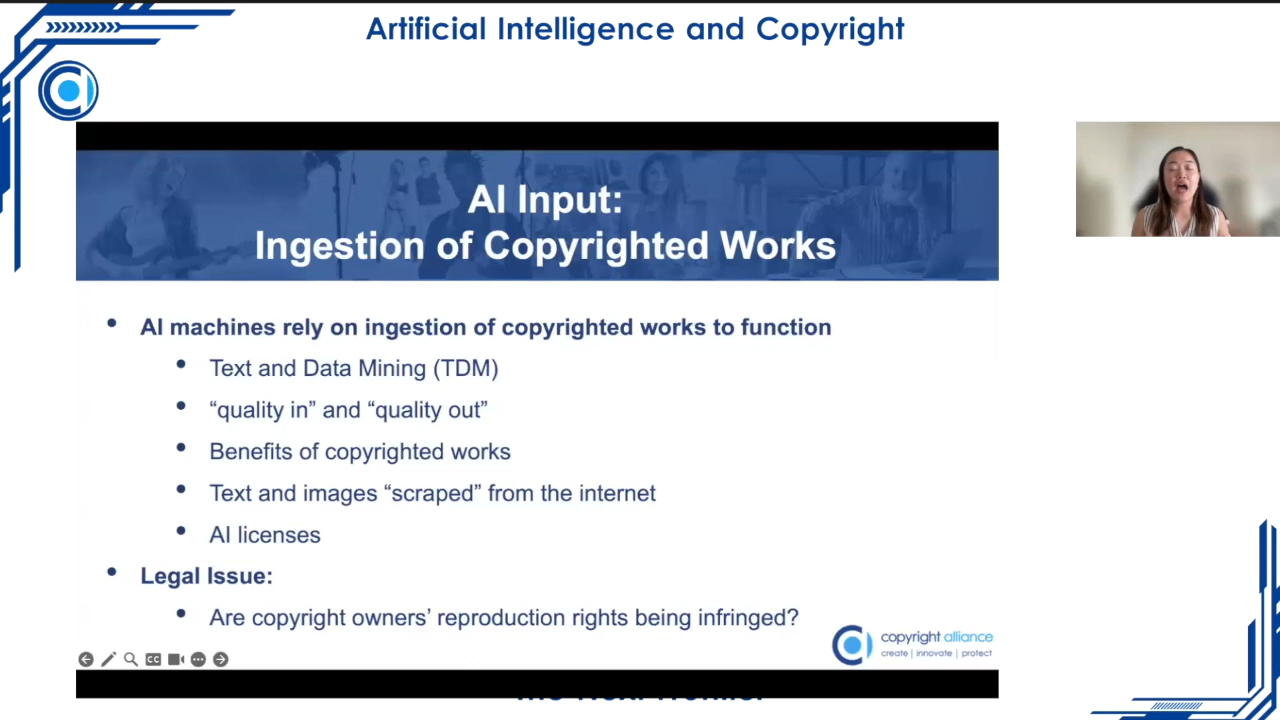 Artificial Intelligence and Copyright
AI Input:
Ingestion of Copyrighted Works
• AI machines rely on ingestion of copyrighted works to function
• Text and Data Mining (TDM)
• “quality in” and “quality out”
• Benefits of copyrighted works
• Text and images “scraped” from the internet
• AI licenses
• Legal Issue:
• Are copyright owners’ reproduction rights being infringed?
copyright alliance
create | innovate | protect
CC